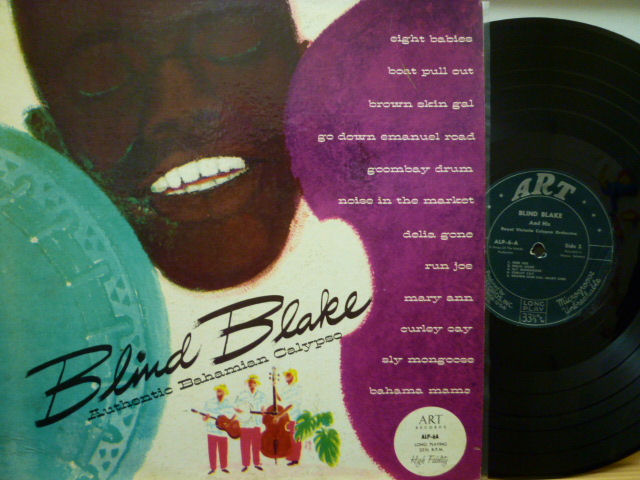 eight babies
boat pull out
brown skin gal
go down emanuel road
goombay drum
noise in the market
delia gone
run joe
mary ann
curley cay
sly mongoose
bahama mama
Blind Blake
Authentic Bahamian Calypso
ART
RECORDS
ALP-6A
LONG PLAYING
33⅓ R.P.M.
High Fidelity
ART
BLIND BLAKE
And His
Royal Victoria Calypso Orchestra
ALP-6-A
Side 2
LONG
PLAY
33⅓
Microgroove
Unbreakable